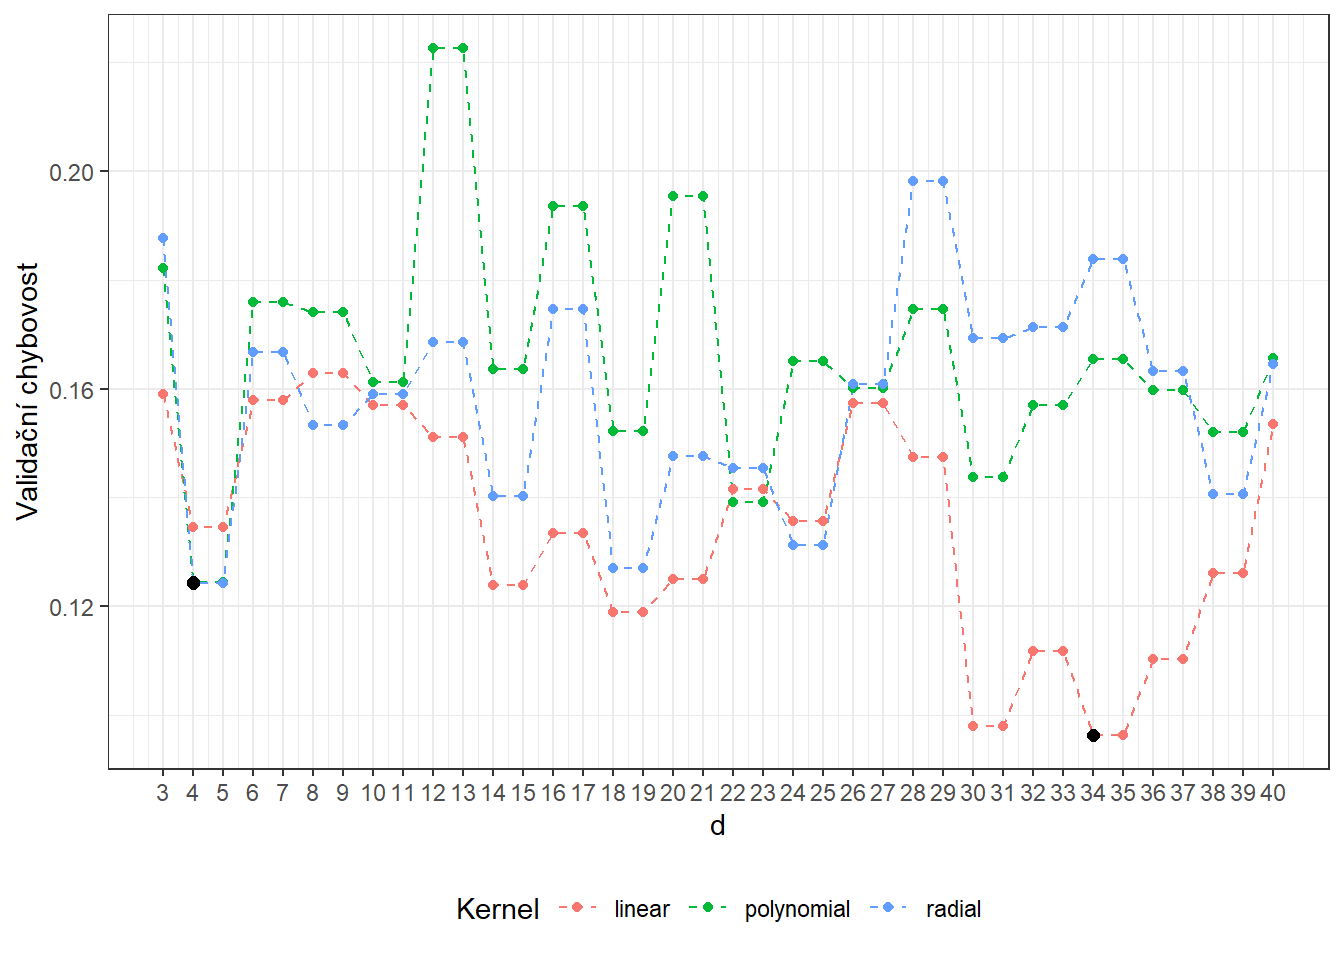 Validační chybovost
0.20
0.16
0.12
3 4 5 6 7 8 9 10 11 12 13 14 15 16 17 18 19 20 21 22 23 24 25 26 27 28 29 30 31 32 33 34 35 36 37 38 39 40
d
Kernel linear polynomial radial